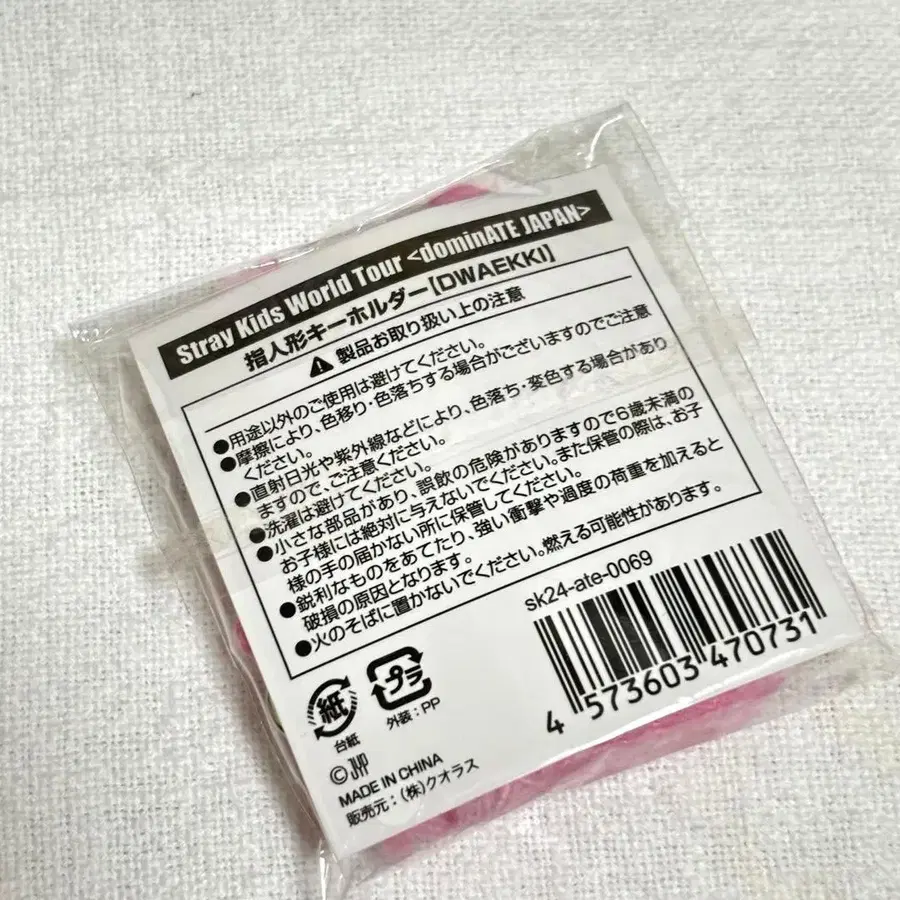 Stray Kids World Tour <dominATE JAPAN>
指人形キーホルダー【DWAEKKI】
製品お取り扱い上の注意
●用途以外のご使用は避けてください。
●摩擦により、色移り・色落ちする場合がございますのでご注意
ください。
●直射日光や紫外線などにより、色落ち・変色する場合があり
ますので、ご注意ください。
●洗濯は避けてください。
●小さな部品があり、誤飲の危険がありますので6歳未満の
お子様には絶対に与えないでください。また保管の際は、お子
様の手の届かない所に保管してください。
●鋭利なものをあてたり、強い衝撃や過度の荷重を加えると
破損の原因となります。
●火のそばに置かないでください。燃える可能性があります。
sk24-ate-0069
4 573603 470731
紙
台紙
プラ
外装：PP
©JYP
MADE IN CHINA
販売元：(株)クオラス